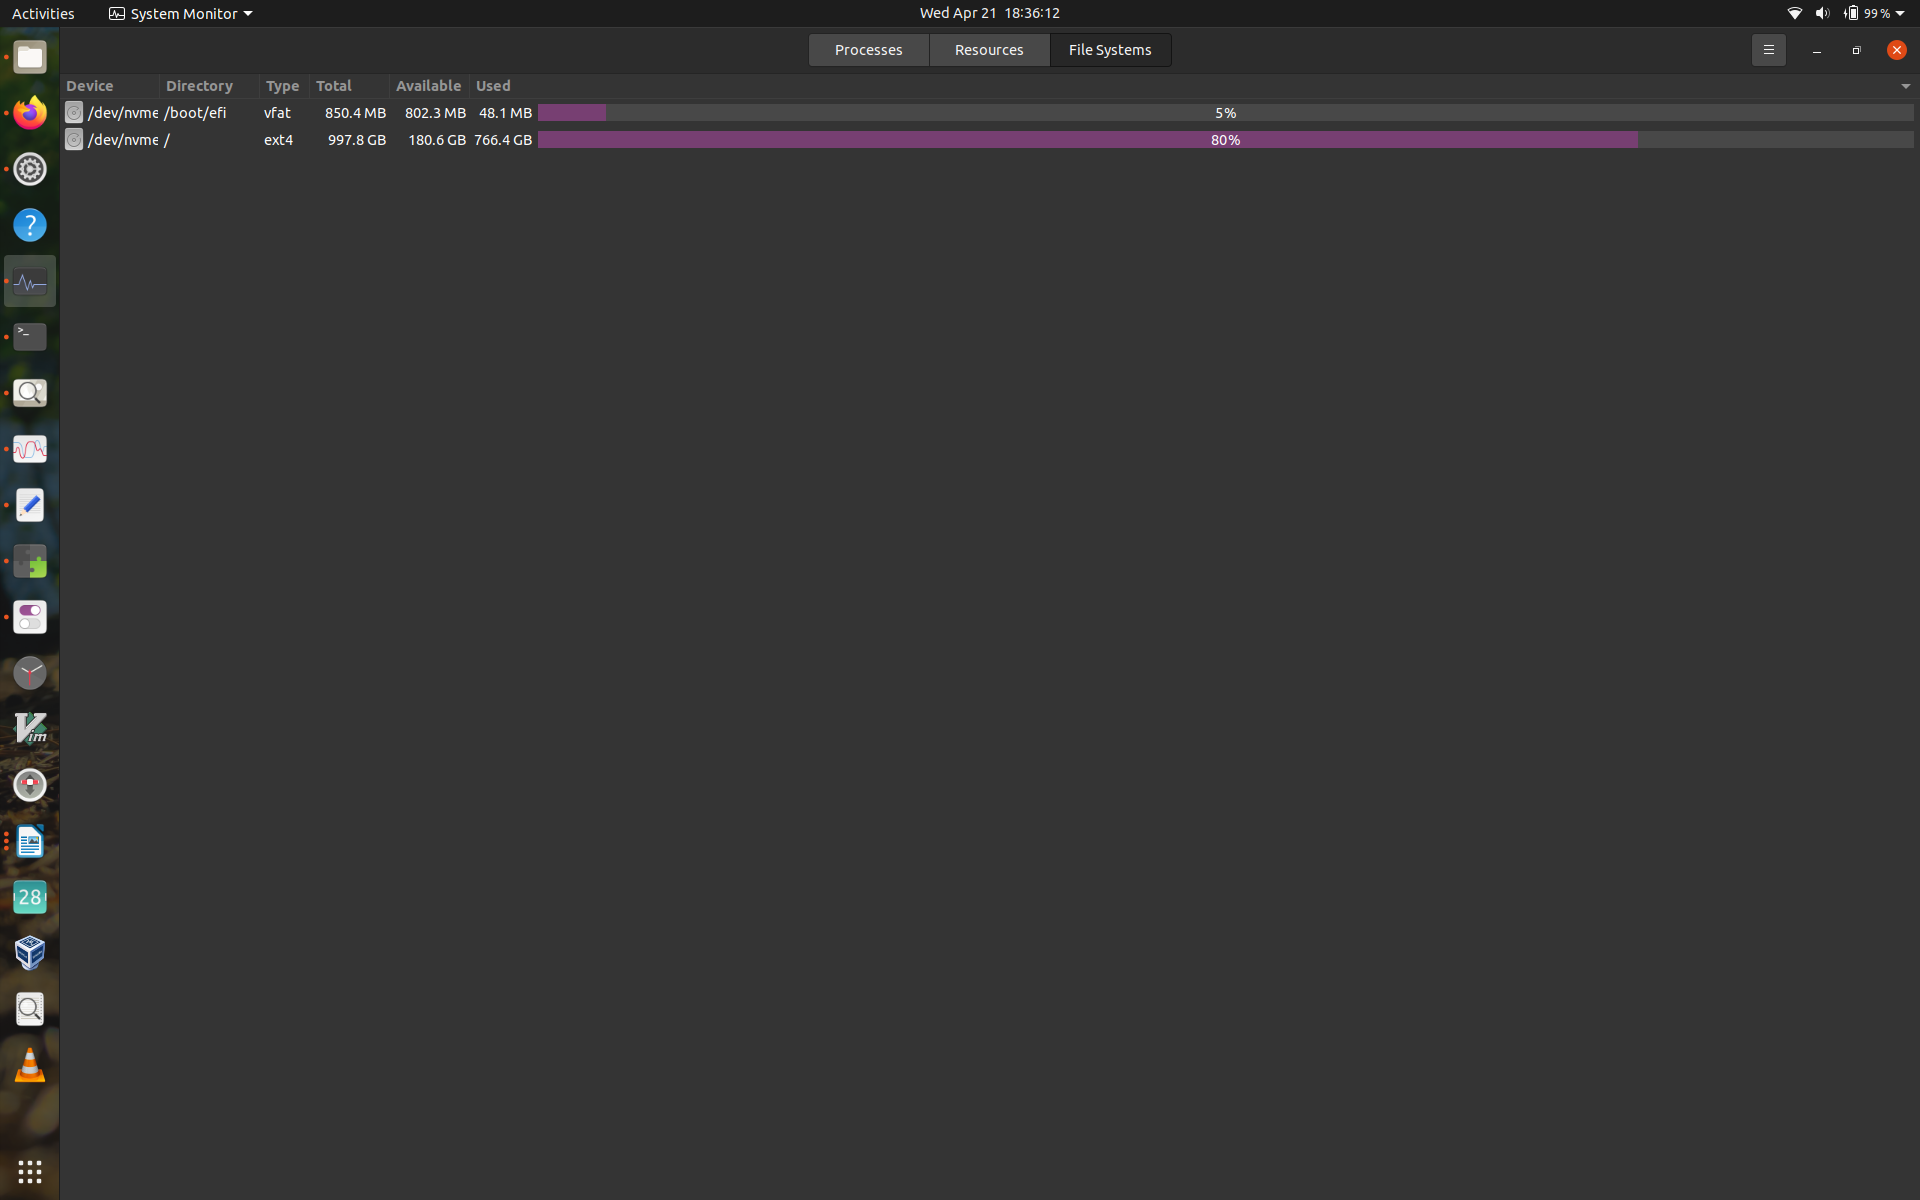 Activities System Monitor Wed Apr 21 18:36:12 99 %
Processes Resources File Systems
Device Directory Type Total Available Used
/dev/nvme /boot/efi vfat 850.4 MB 802.3 MB 48.1 MB 5%
/dev/nvme / ext4 997.8 GB 180.6 GB 766.4 GB 80%
?
>_
Vim
28